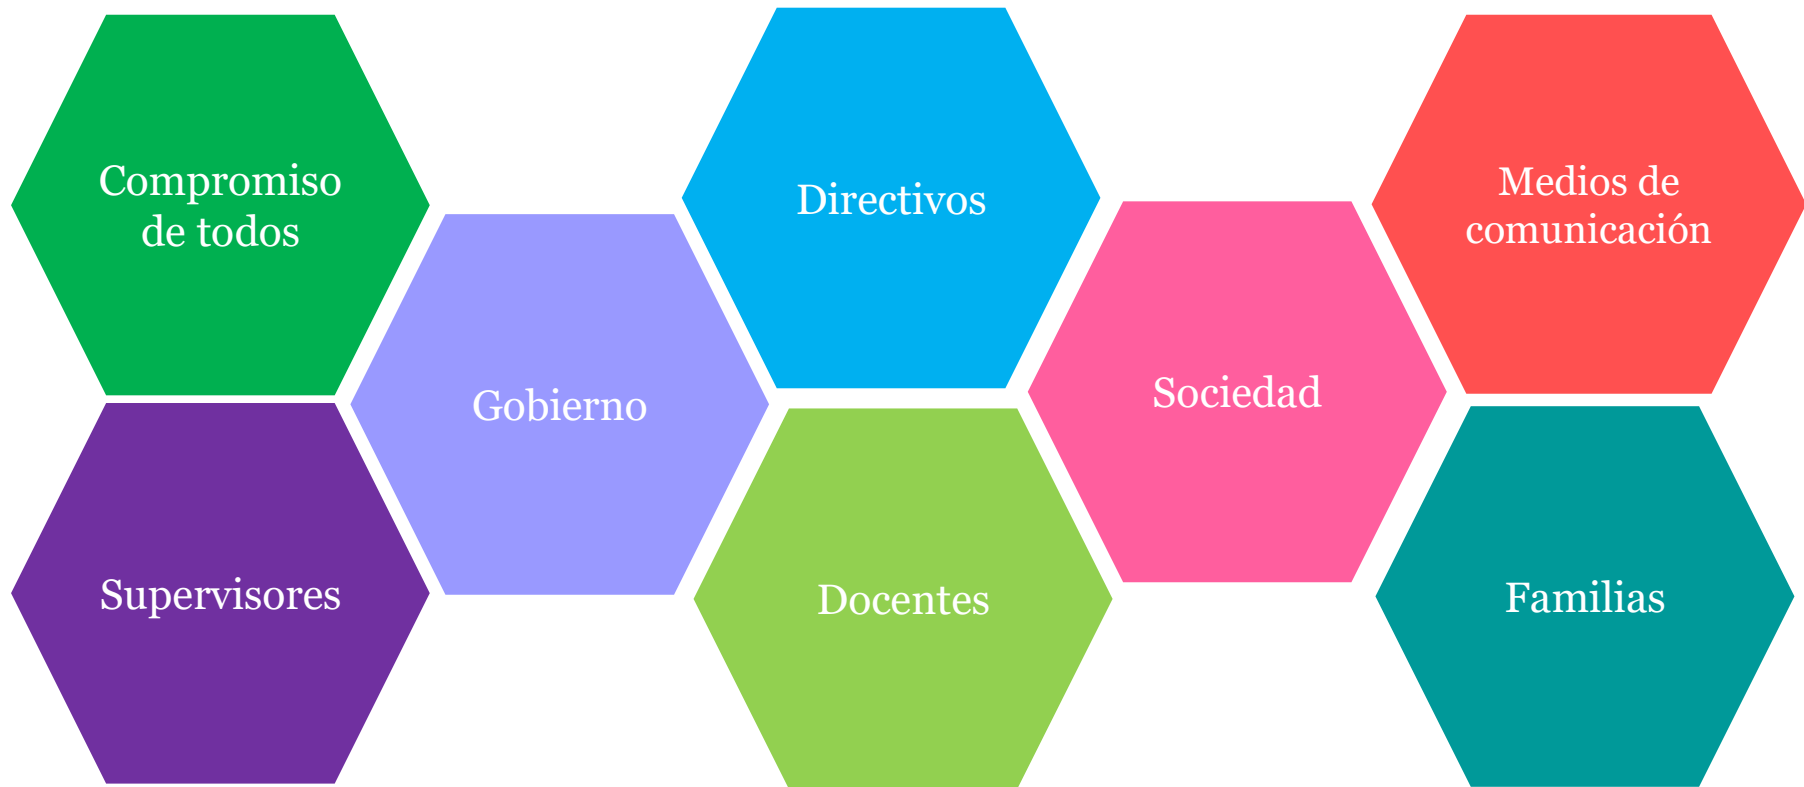 Compromiso
de todos
Directivos
Medios de
comunicación
Gobierno
Sociedad
Supervisores
Docentes
Familias